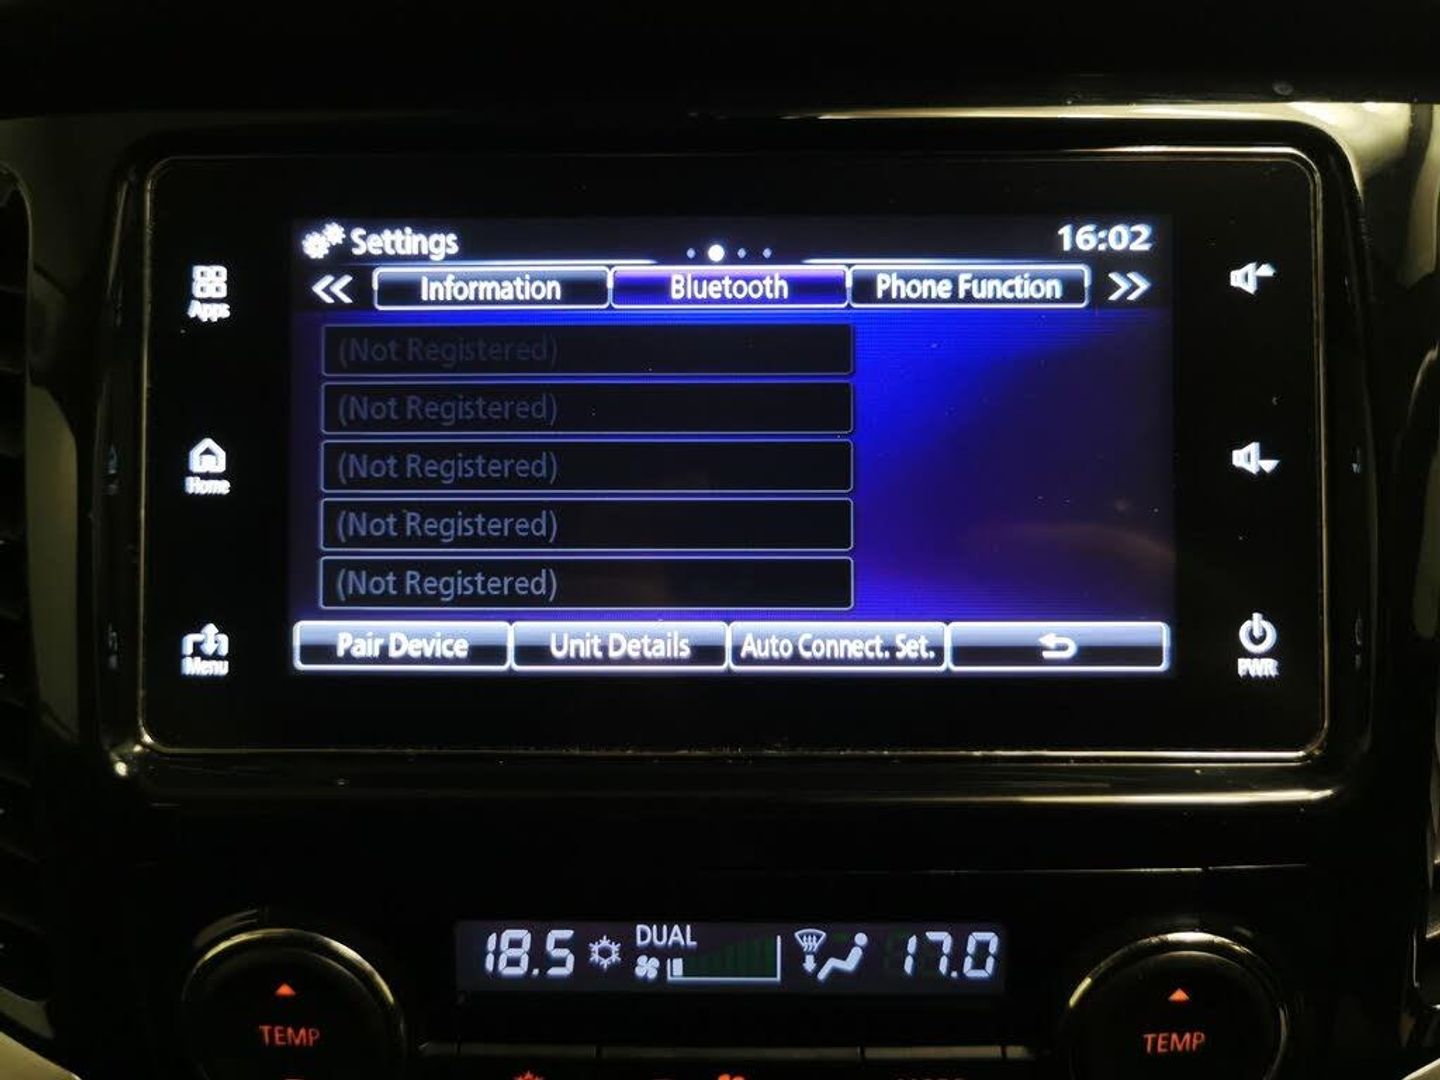 Settings
16:02
Information
Bluetooth
Phone Function
Apps
(Not Registered)
(Not Registered)
Home
(Not Registered)
(Not Registered)
(Not Registered)
Menu
Pair Device
Unit Details
Auto Connect. Set.
PWR
18.5
DUAL
17.0
TEMP
TEMP